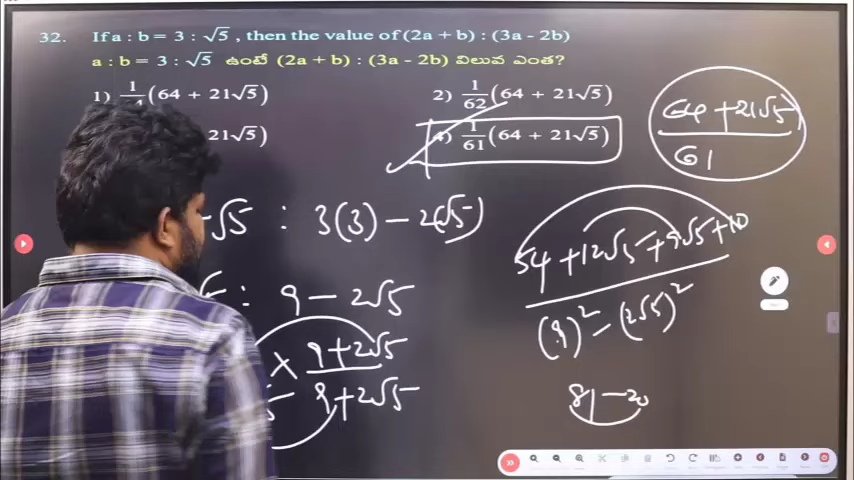 32. If a : b = 3 : √5 , then the value of (2a + b) : (3a - 2b)
a : b = 3 : √5 ఉంటే (2a + b) : (3a - 2b) విలువ ఎంత?
1) (64 + 21√5)
2) 1/62 (64 + 21√5)
21√5)
4) 1/61 (64 + 21√5)
64 + 21√5 / 61
√5 : 3(3) - 2(√5)
54 + 12√5 + 9√5 + 10
: 9 - 2√5
(9)² - (2√5)²
× 9 + 2√5 / 9 + 2√5
81 - 20